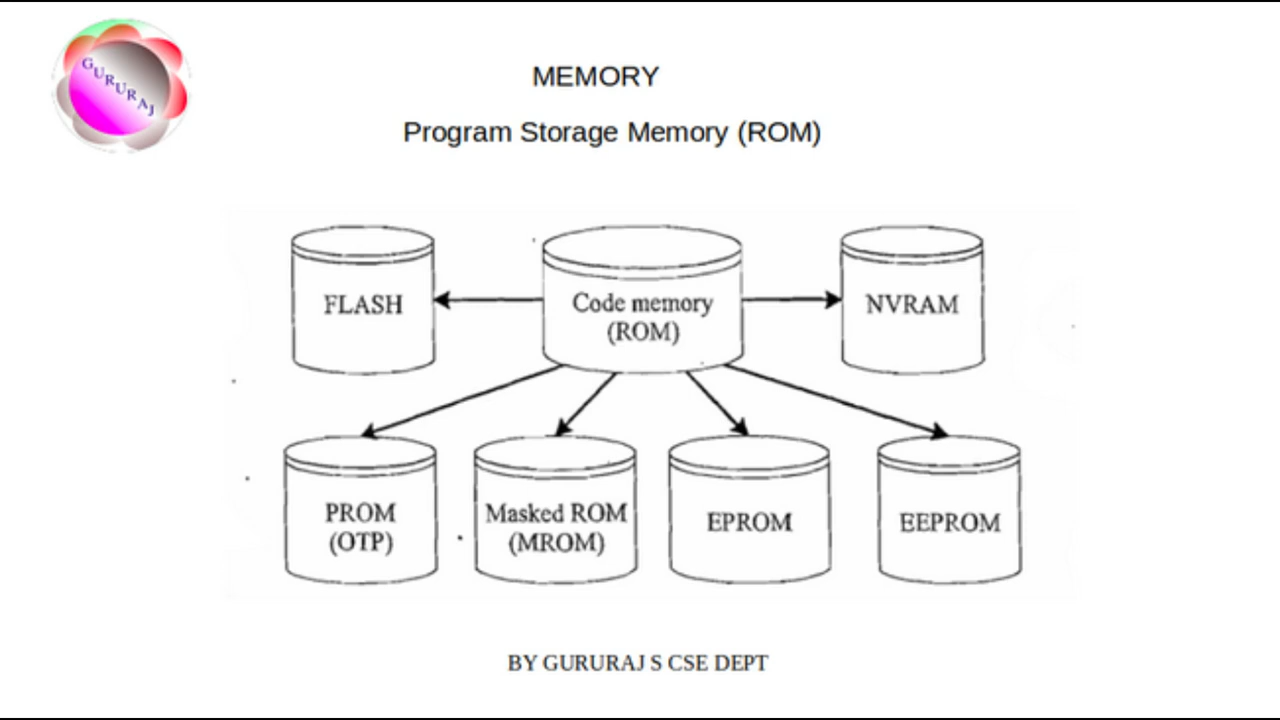 GURURAJ
MEMORY
Program Storage Memory (ROM)
FLASH
Code memory
(ROM)
NVRAM
PROM
(OTP)
Masked ROM
(MROM)
EPROM
EEPROM
BY GURURAJ S CSE DEPT